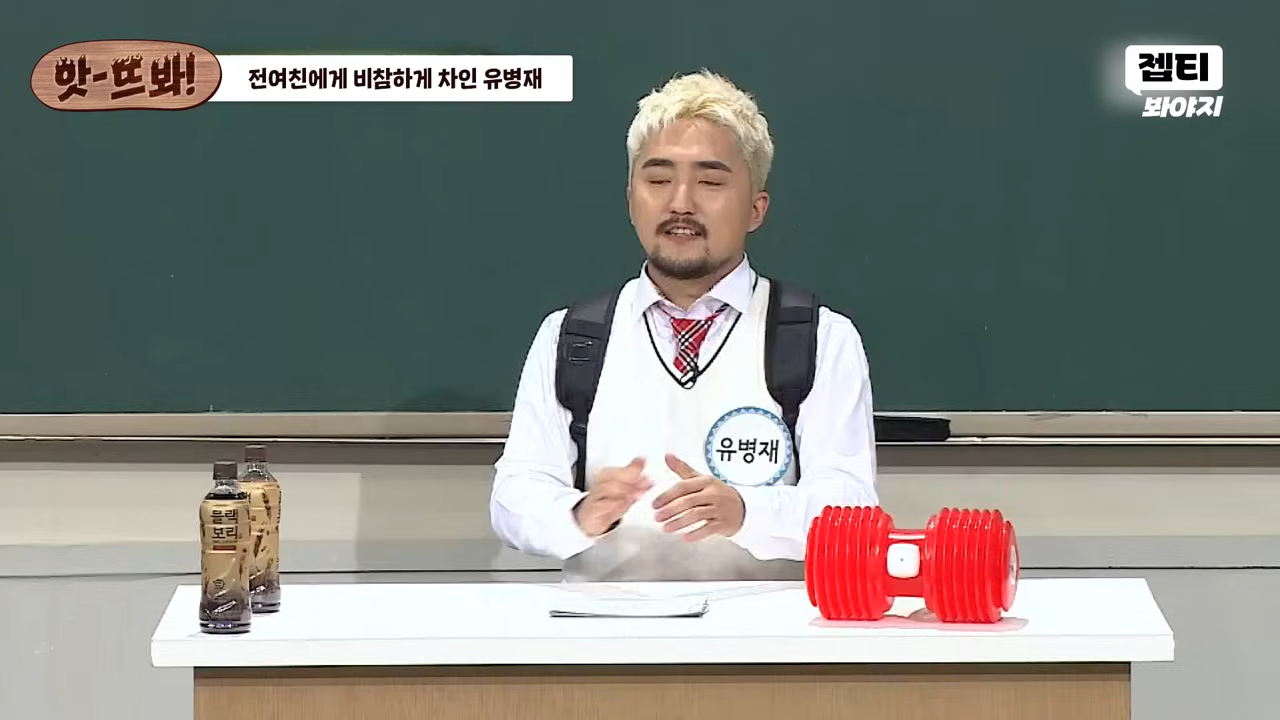 앗-뜨봐!
전여친에게 비참하게 차인 유병재
젭티
봐야지
유병재
블랙
보리